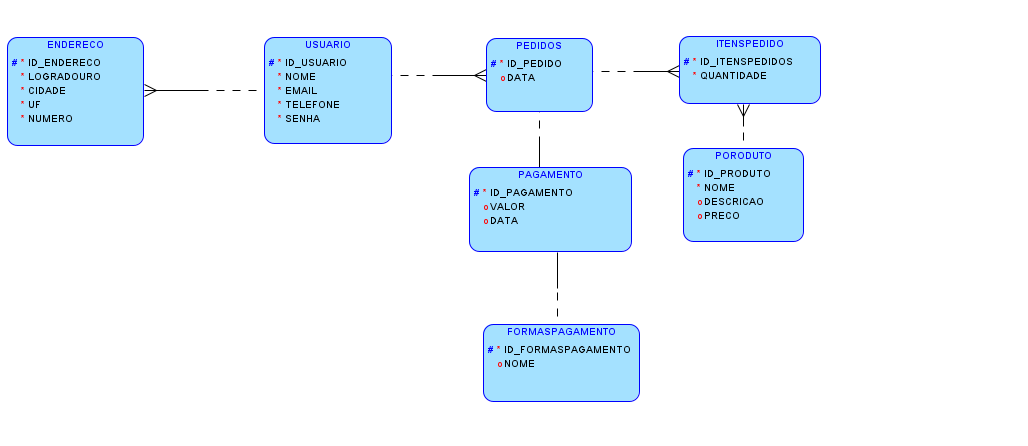 ENDERECO
# * ID_ENDERECO
* LOGRADOURO
* CIDADE
* UF
* NUMERO
USUARIO
# * ID_USUARIO
* NOME
* EMAIL
* TELEFONE
* SENHA
PEDIDOS
# * ID_PEDIDO
o DATA
ITENSPEDIDO
# * ID_ITENSPEDIDOS
* QUANTIDADE
PAGAMENTO
# * ID_PAGAMENTO
o VALOR
o DATA
PORODUTO
# * ID_PRODUTO
* NOME
o DESCRICAO
o PRECO
FORMASPAGAMENTO
# * ID_FORMASPAGAMENTO
o NOME